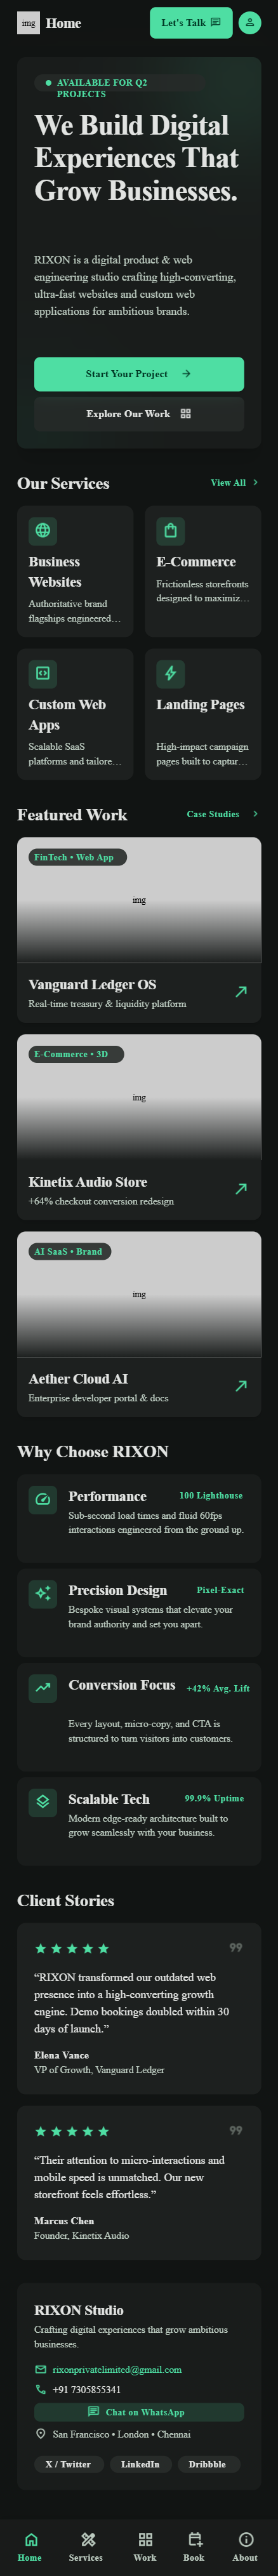 img Home Let's Talk
AVAILABLE FOR Q2
PROJECTS
We Build Digital
Experiences That
Grow Businesses.
RIXON is a digital product & web
engineering studio crafting high-converting,
ultra-fast websites and custom web
applications for ambitious brands.
Start Your Project
Explore Our Work
Our Services View All
Business
Websites
Authoritative brand
flagships engineered…
E-Commerce
Frictionless storefronts
designed to maximiz…
Custom Web
Apps
Scalable SaaS
platforms and tailore…
Landing Pages
High-impact campaign
pages built to captur…
Featured Work Case Studies
FinTech • Web App
img
Vanguard Ledger OS
Real-time treasury & liquidity platform
E-Commerce • 3D
img
Kinetix Audio Store
+64% checkout conversion redesign
AI SaaS • Brand
img
Aether Cloud AI
Enterprise developer portal & docs
Why Choose RIXON
Performance 100 Lighthouse
Sub-second load times and fluid 60fps
interactions engineered from the ground up.
Precision Design Pixel-Exact
Bespoke visual systems that elevate your
brand authority and set you apart.
Conversion Focus +42% Avg. Lift
Every layout, micro-copy, and CTA is
structured to turn visitors into customers.
Scalable Tech 99.9% Uptime
Modern edge-ready architecture built to
grow seamlessly with your business.
Client Stories
“RIXON transformed our outdated web
presence into a high-converting growth
engine. Demo bookings doubled within 30
days of launch.”
Elena Vance
VP of Growth, Vanguard Ledger
“Their attention to micro-interactions and
mobile speed is unmatched. Our new
storefront feels effortless.”
Marcus Chen
Founder, Kinetix Audio
RIXON Studio
Crafting digital experiences that grow ambitious
businesses.
rixonprivatelimited@gmail.com
+91 7305855341
Chat on WhatsApp
San Francisco • London • Chennai
X / Twitter LinkedIn Dribbble
Home Services Work Book About